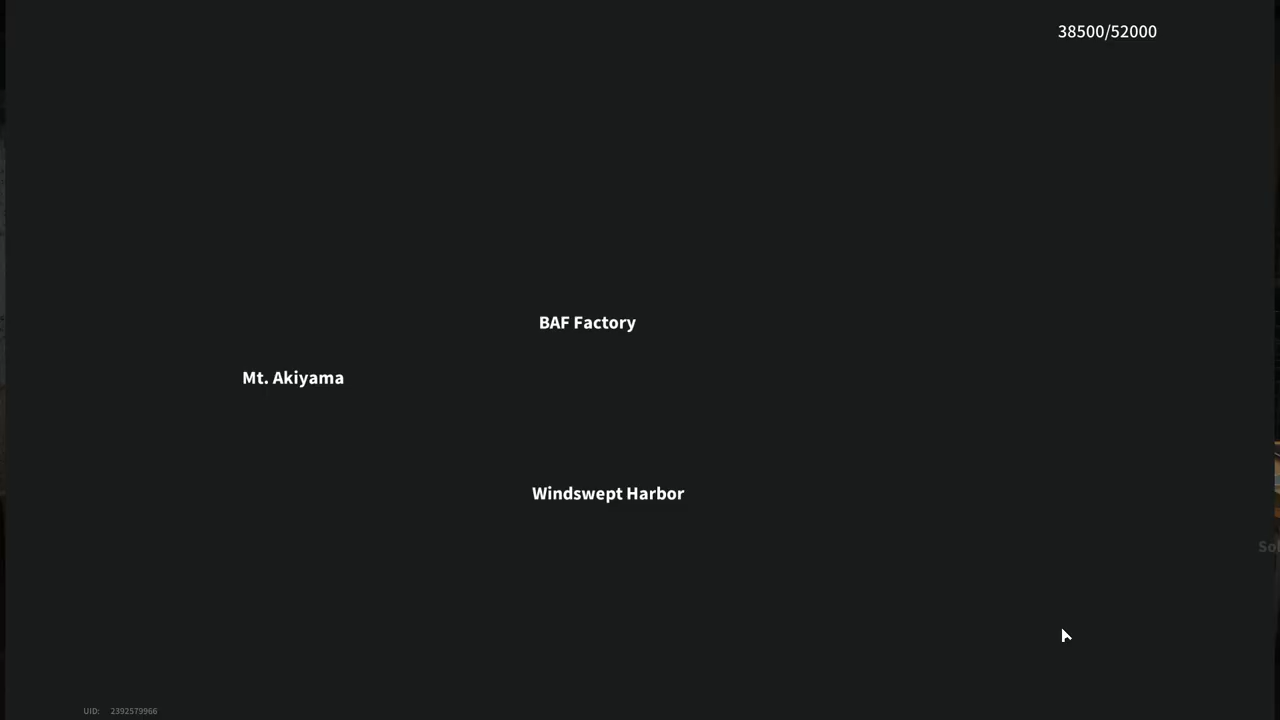 38500/52000
BAF Factory
Mt. Akiyama
Windswept Harbor
UID: 2392579966